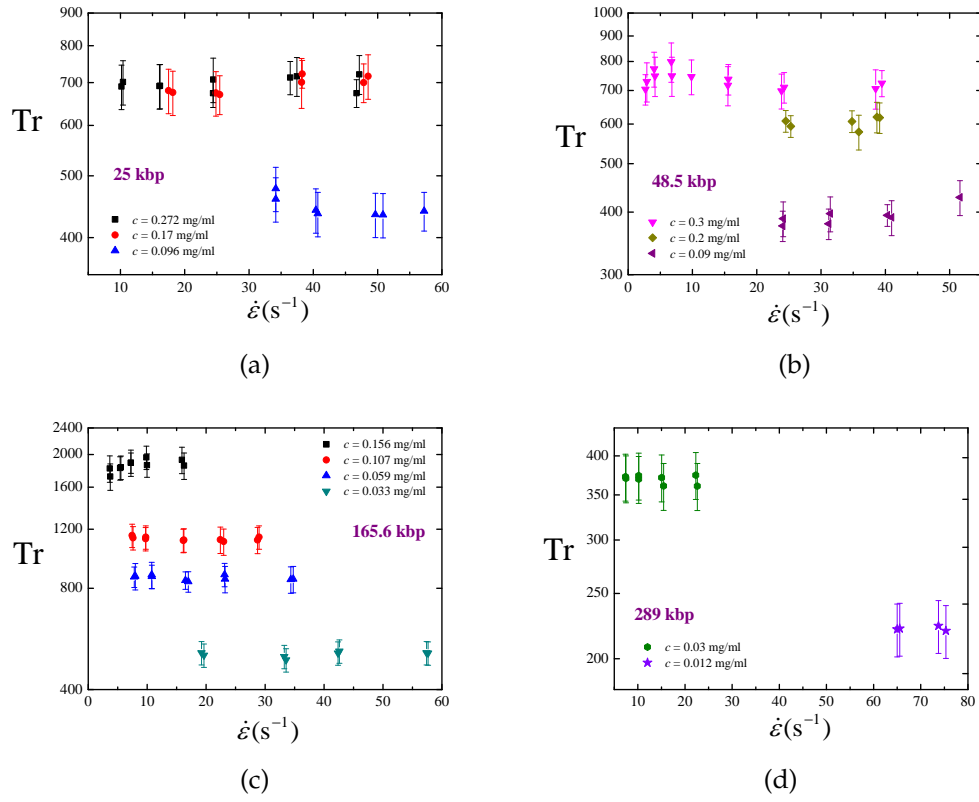 900
800
700
600
500
400
Tr
25 kbp
c = 0.272 mg/ml
c = 0.17 mg/ml
c = 0.096 mg/ml
10 20 30 40 50 60
ε̇(s⁻¹)
(a)
1000
900
800
700
600
500
400
300
Tr
48.5 kbp
c = 0.3 mg/ml
c = 0.2 mg/ml
c = 0.09 mg/ml
0 10 20 30 40 50
ε̇(s⁻¹)
(b)
2400
2000
1600
1200
800
400
Tr
c = 0.156 mg/ml
c = 0.107 mg/ml
c = 0.059 mg/ml
c = 0.033 mg/ml
165.6 kbp
0 10 20 30 40 50 60
ε̇(s⁻¹)
(c)
400
350
300
250
200
Tr
289 kbp
c = 0.03 mg/ml
c = 0.012 mg/ml
10 20 30 40 50 60 70 80
ε̇(s⁻¹)
(d)